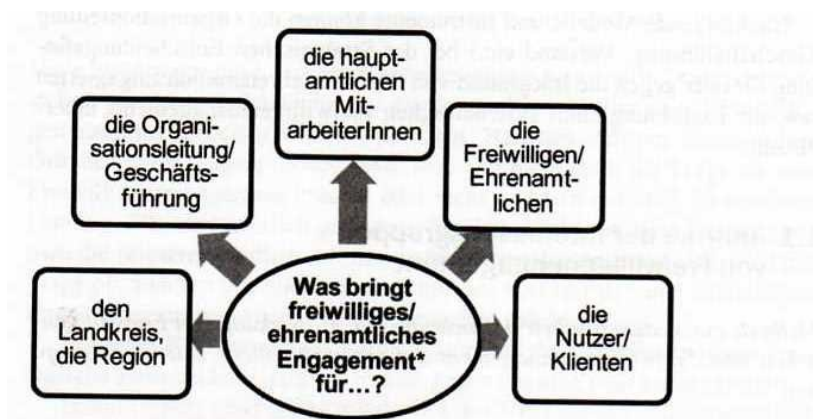 die haupt-
amtlichen
Mit-
arbeiterInnen
die Organi-
sationsleitung/
Geschäfts-
führung
die
Freiwilligen/
Ehrenamt-
lichen
den
Landkreis,
die Region
Was bringt
freiwilliges/
ehrenamtliches
Engagement*
für...?
die
Nutzer/
Klienten